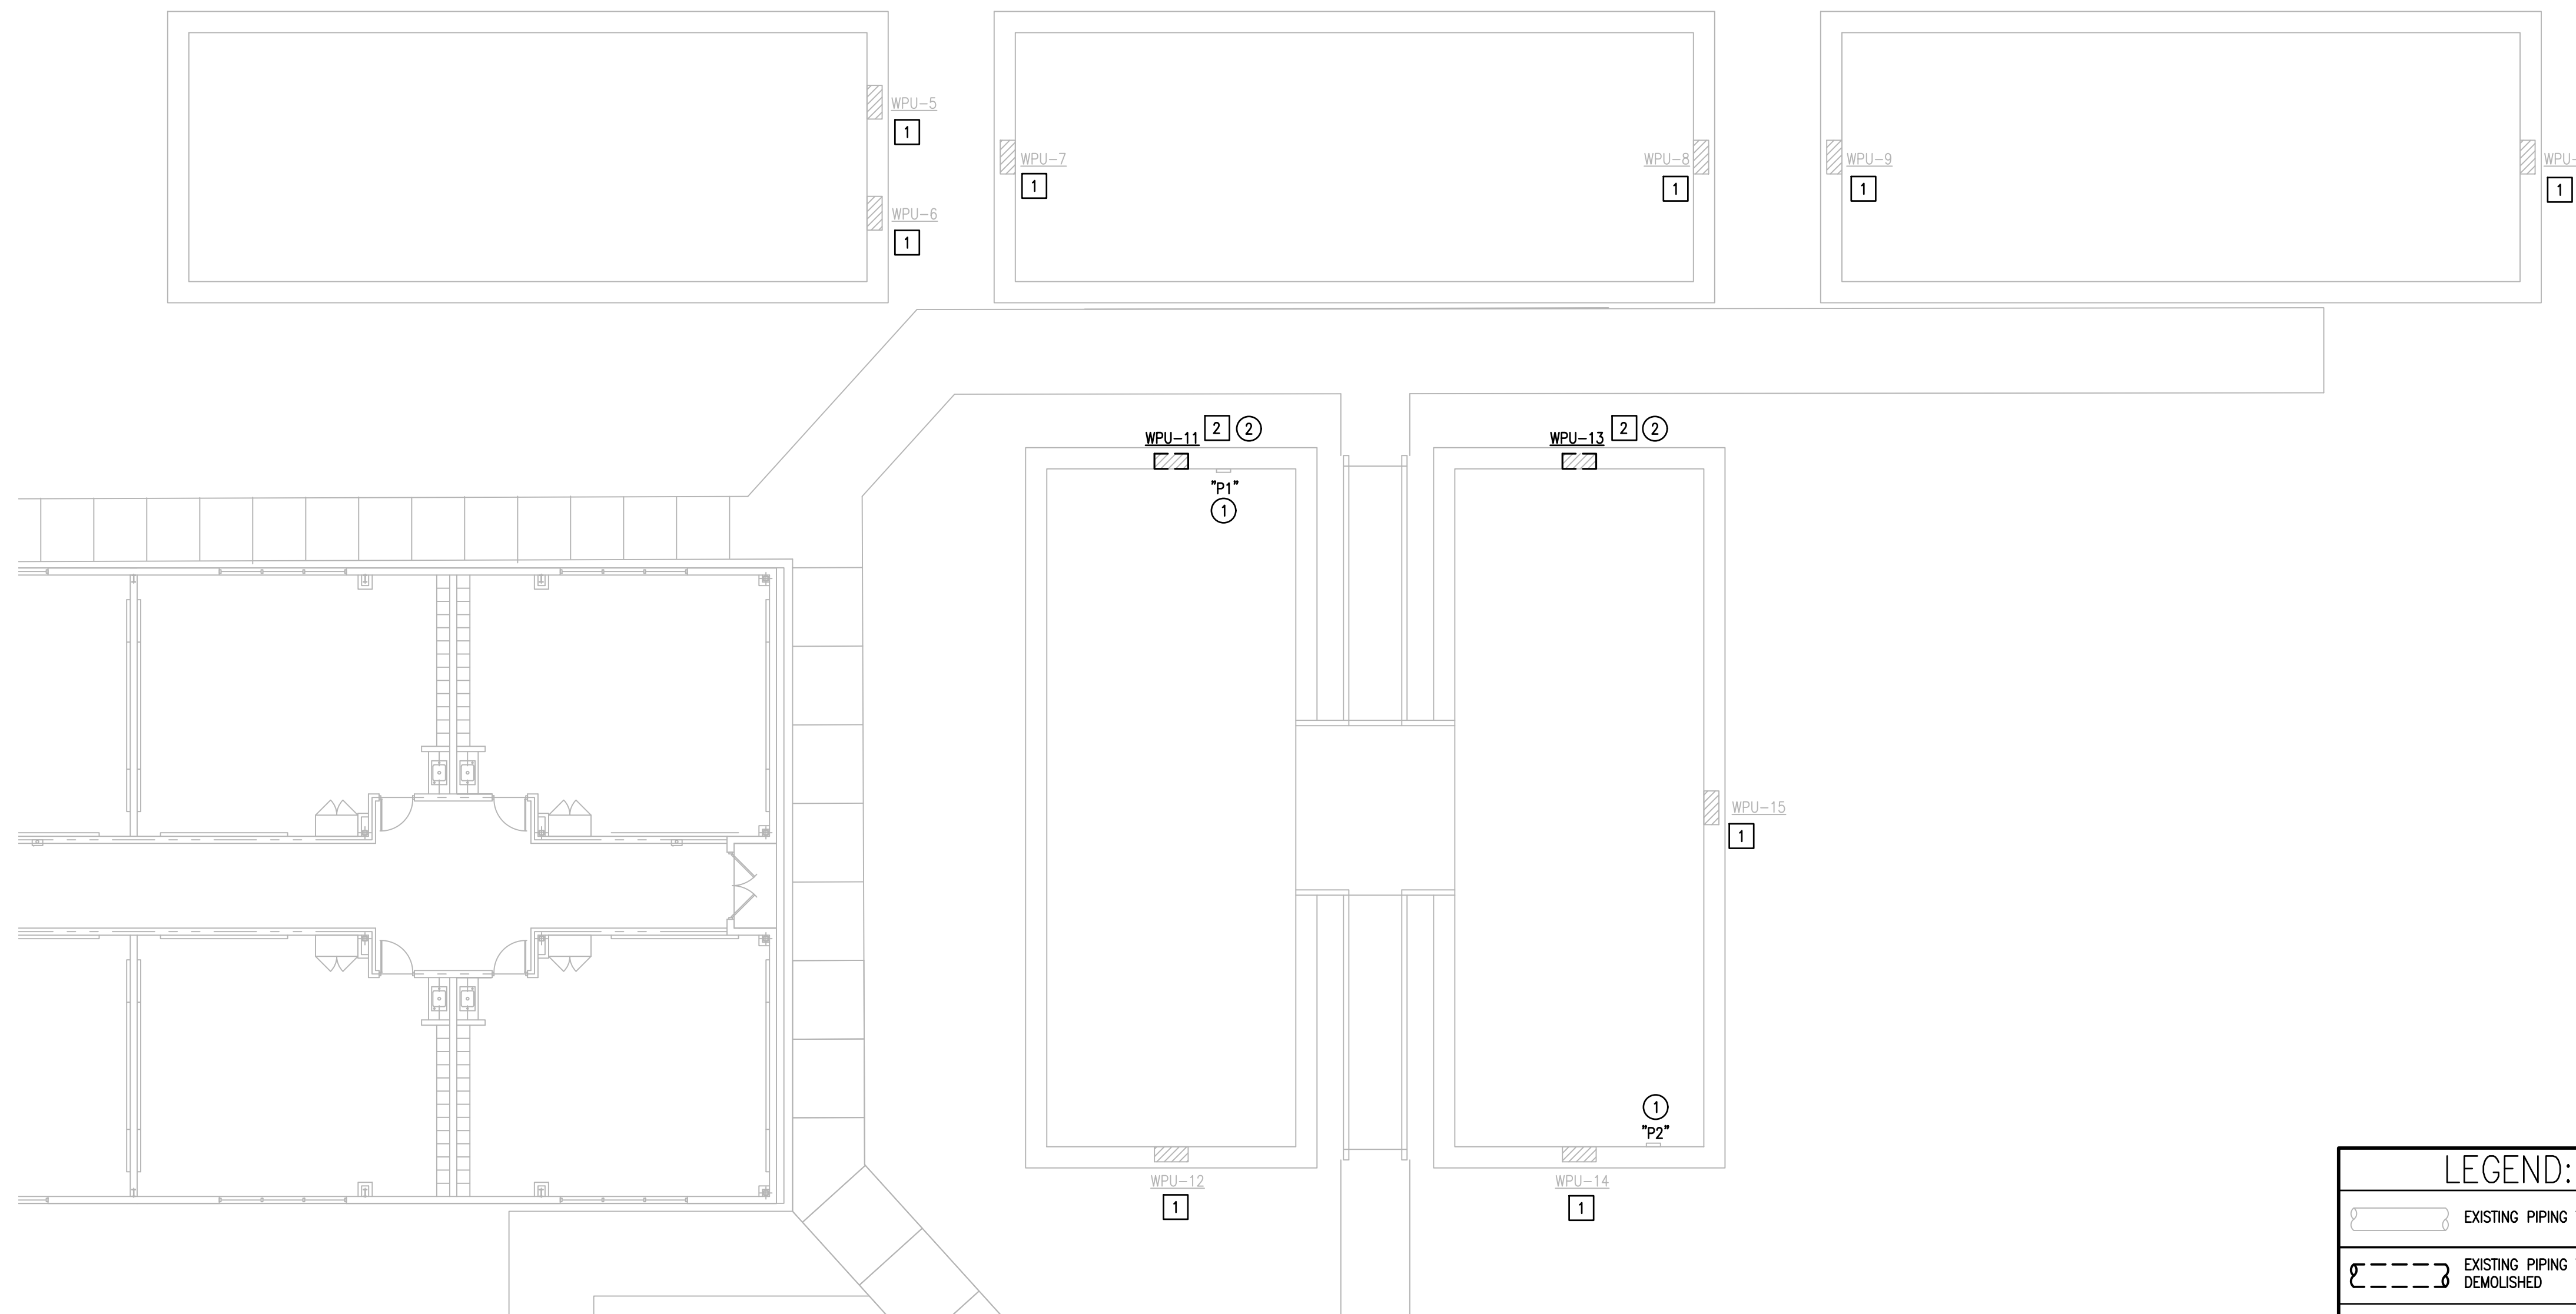 WPU-5
1
WPU-6
1
WPU-7
1
WPU-8
1
WPU-9
1
WPU-
1
WPU-11
2
2
WPU-13
2
2
"P1"
1
WPU-15
1
1
"P2"
WPU-12
1
WPU-14
1
LEGEND:
EXISTING PIPING
EXISTING PIPING
DEMOLISHED